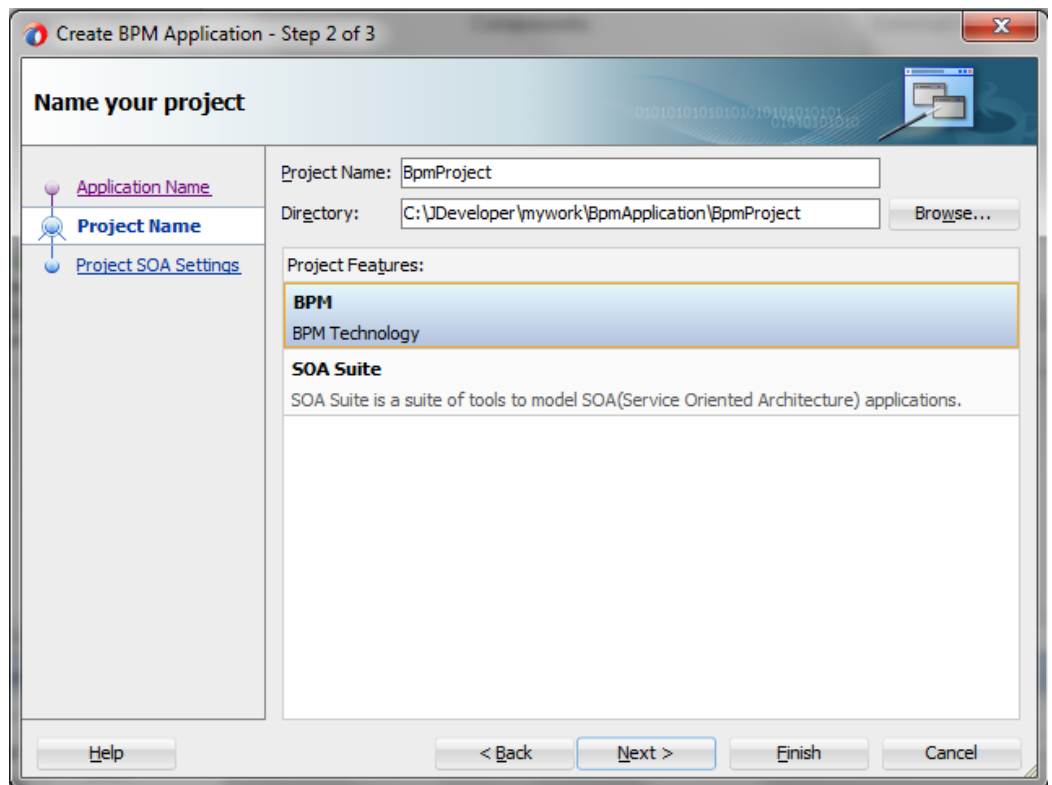 Create BPM Application - Step 2 of 3
Name your project
0101010101010101010101010101
01010101010
Application Name
Project Name
Project SOA Settings
Project Name: BpmProject
Directory: C:\JDeveloper\mywork\BpmApplication\BpmProject Browse...
Project Features:
BPM
BPM Technology
SOA Suite
SOA Suite is a suite of tools to model SOA(Service Oriented Architecture) applications.
Help < Back Next > Finish Cancel